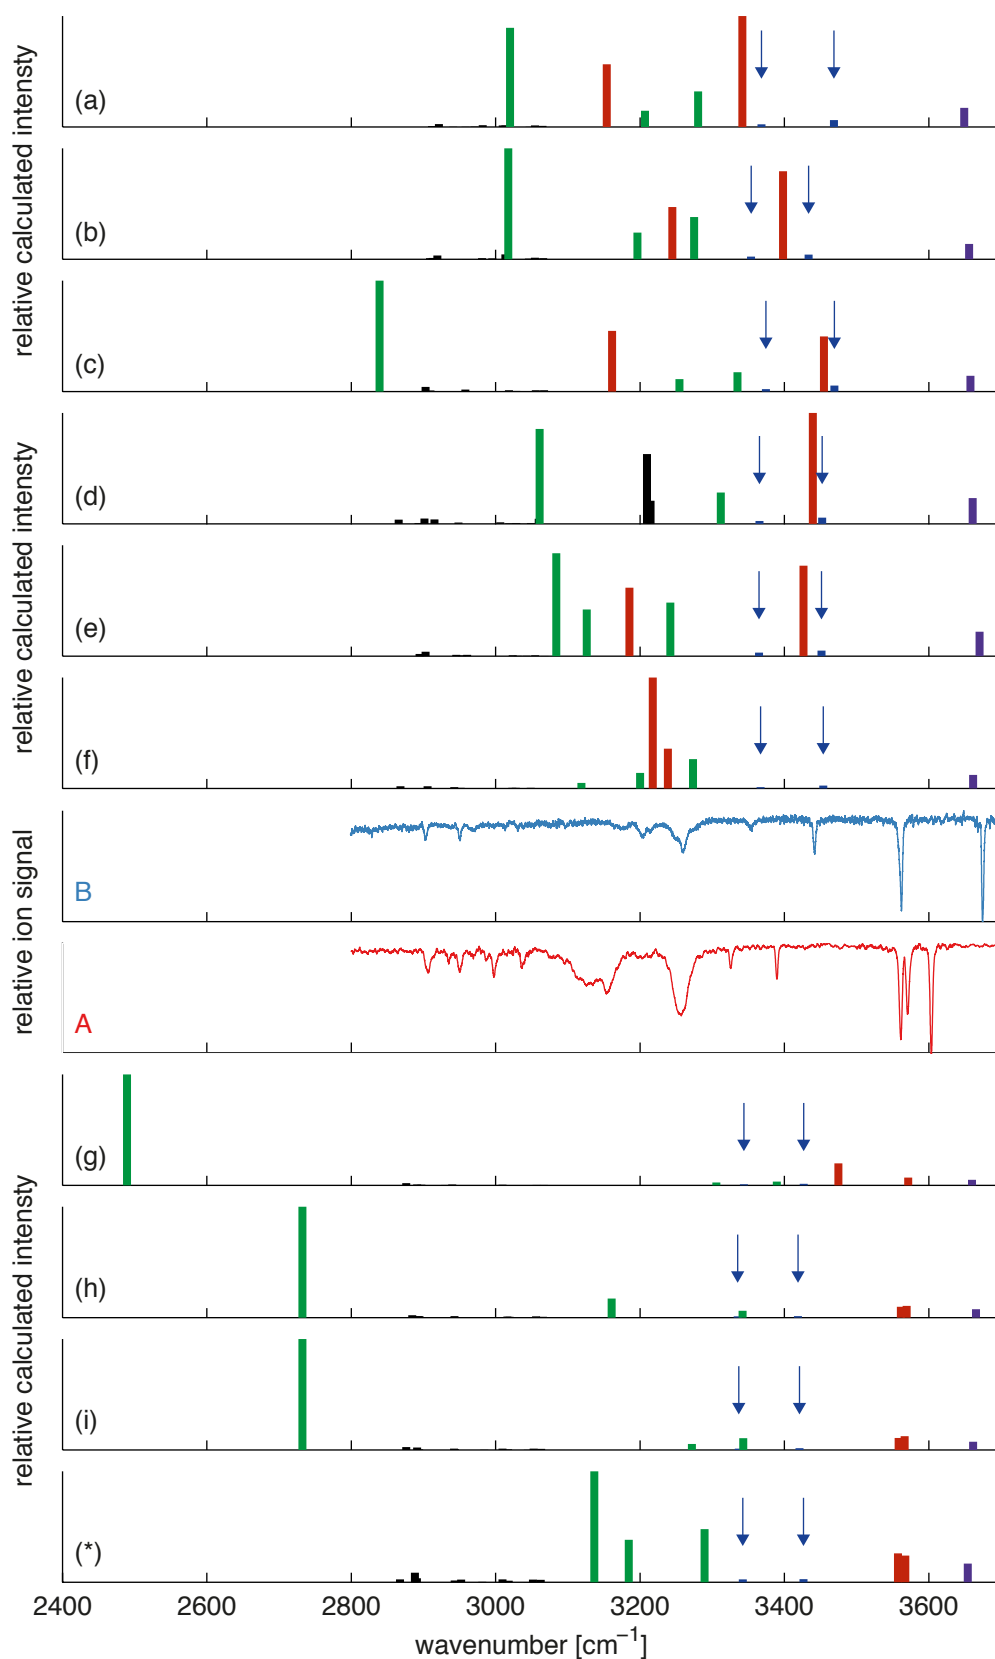 relative calculated intensty
(a)
(b)
(c)
relative calculated intensty
(d)
(e)
(f)
relative ion signal
B
A
relative calculated intensty
(g)
(h)
(i)
(*)
2400 2600 2800 3000 3200 3400 3600
wavenumber [cm⁻¹]